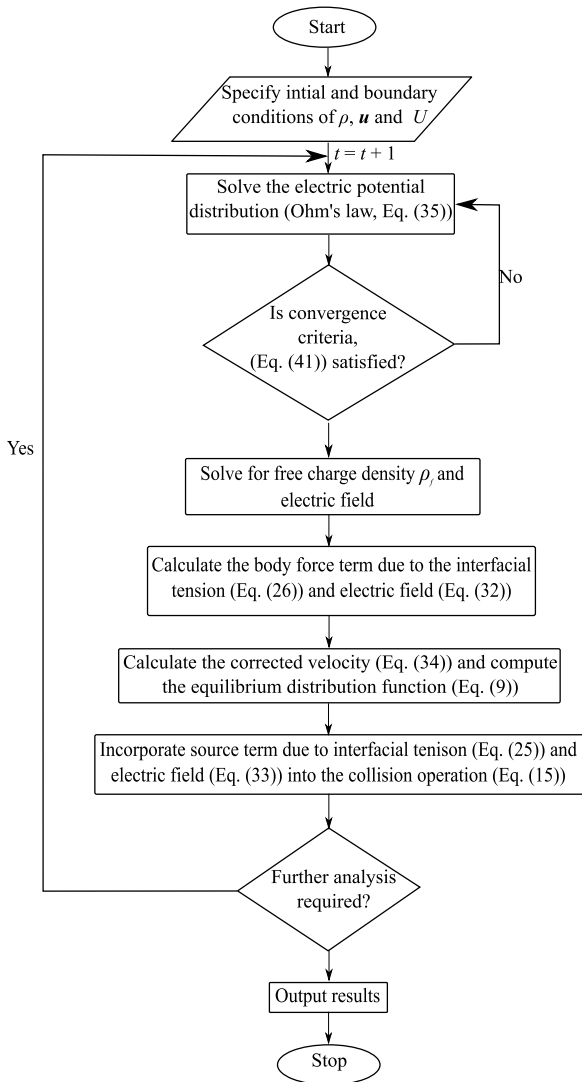 Start
Specify intial and boundary
conditions of ρ, u and U
t = t + 1
Solve the electric potential
distribution (Ohm's law, Eq. (35))
No
Is convergence
criteria,
(Eq. (41)) satisfied?
Yes
Solve for free charge density ρf and
electric field
Calculate the body force term due to the interfacial
tension (Eq. (26)) and electric field (Eq. (32))
Calculate the corrected velocity (Eq. (34)) and compute
the equilibrium distribution function (Eq. (9))
Incorporate source term due to interfacial tenison (Eq. (25)) and
electric field (Eq. (33)) into the collision operation (Eq. (15))
Further analysis
required?
Output results
Stop